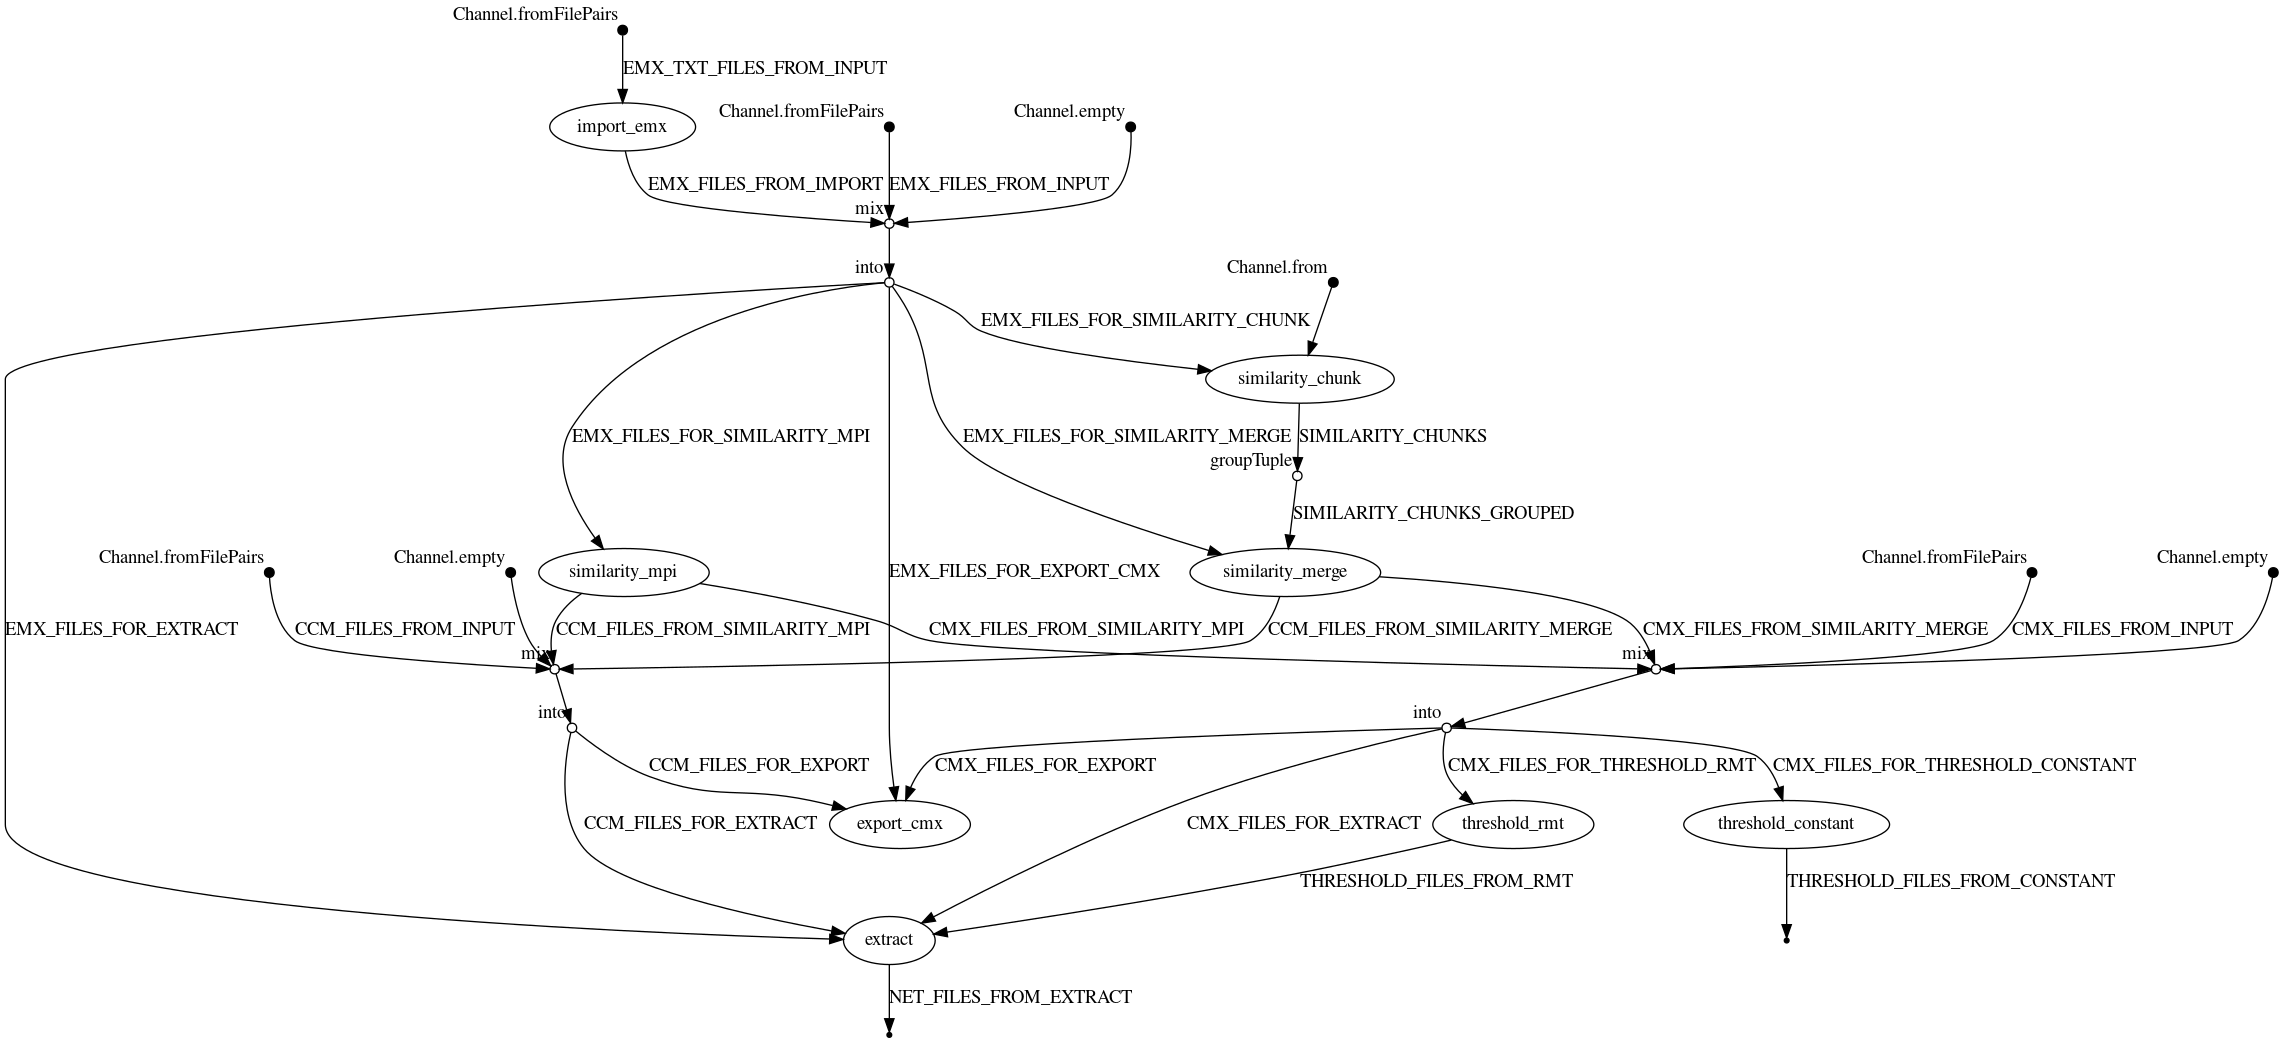 Channel.fromFilePairs
EMX_TXT_FILES_FROM_INPUT
import_emx
Channel.fromFilePairs
Channel.empty
EMX_FILES_FROM_IMPORT
EMX_FILES_FROM_INPUT
mix
into
Channel.from
EMX_FILES_FOR_SIMILARITY_CHUNK
similarity_chunk
EMX_FILES_FOR_SIMILARITY_MPI
EMX_FILES_FOR_SIMILARITY_MERGE
SIMILARITY_CHUNKS
groupTuple
SIMILARITY_CHUNKS_GROUPED
Channel.fromFilePairs
Channel.empty
similarity_mpi
EMX_FILES_FOR_EXPORT_CMX
similarity_merge
Channel.fromFilePairs
Channel.empty
EMX_FILES_FOR_EXTRACT
CCM_FILES_FROM_INPUT
CCM_FILES_FROM_SIMILARITY_MPI
CMX_FILES_FROM_SIMILARITY_MPI
CCM_FILES_FROM_SIMILARITY_MERGE
CMX_FILES_FROM_SIMILARITY_MERGE
CMX_FILES_FROM_INPUT
mix
mix
into
into
CCM_FILES_FOR_EXPORT
CMX_FILES_FOR_EXPORT
CMX_FILES_FOR_THRESHOLD_RMT
CMX_FILES_FOR_THRESHOLD_CONSTANT
CCM_FILES_FOR_EXTRACT
export_cmx
CMX_FILES_FOR_EXTRACT
threshold_rmt
threshold_constant
THRESHOLD_FILES_FROM_RMT
THRESHOLD_FILES_FROM_CONSTANT
extract
NET_FILES_FROM_EXTRACT